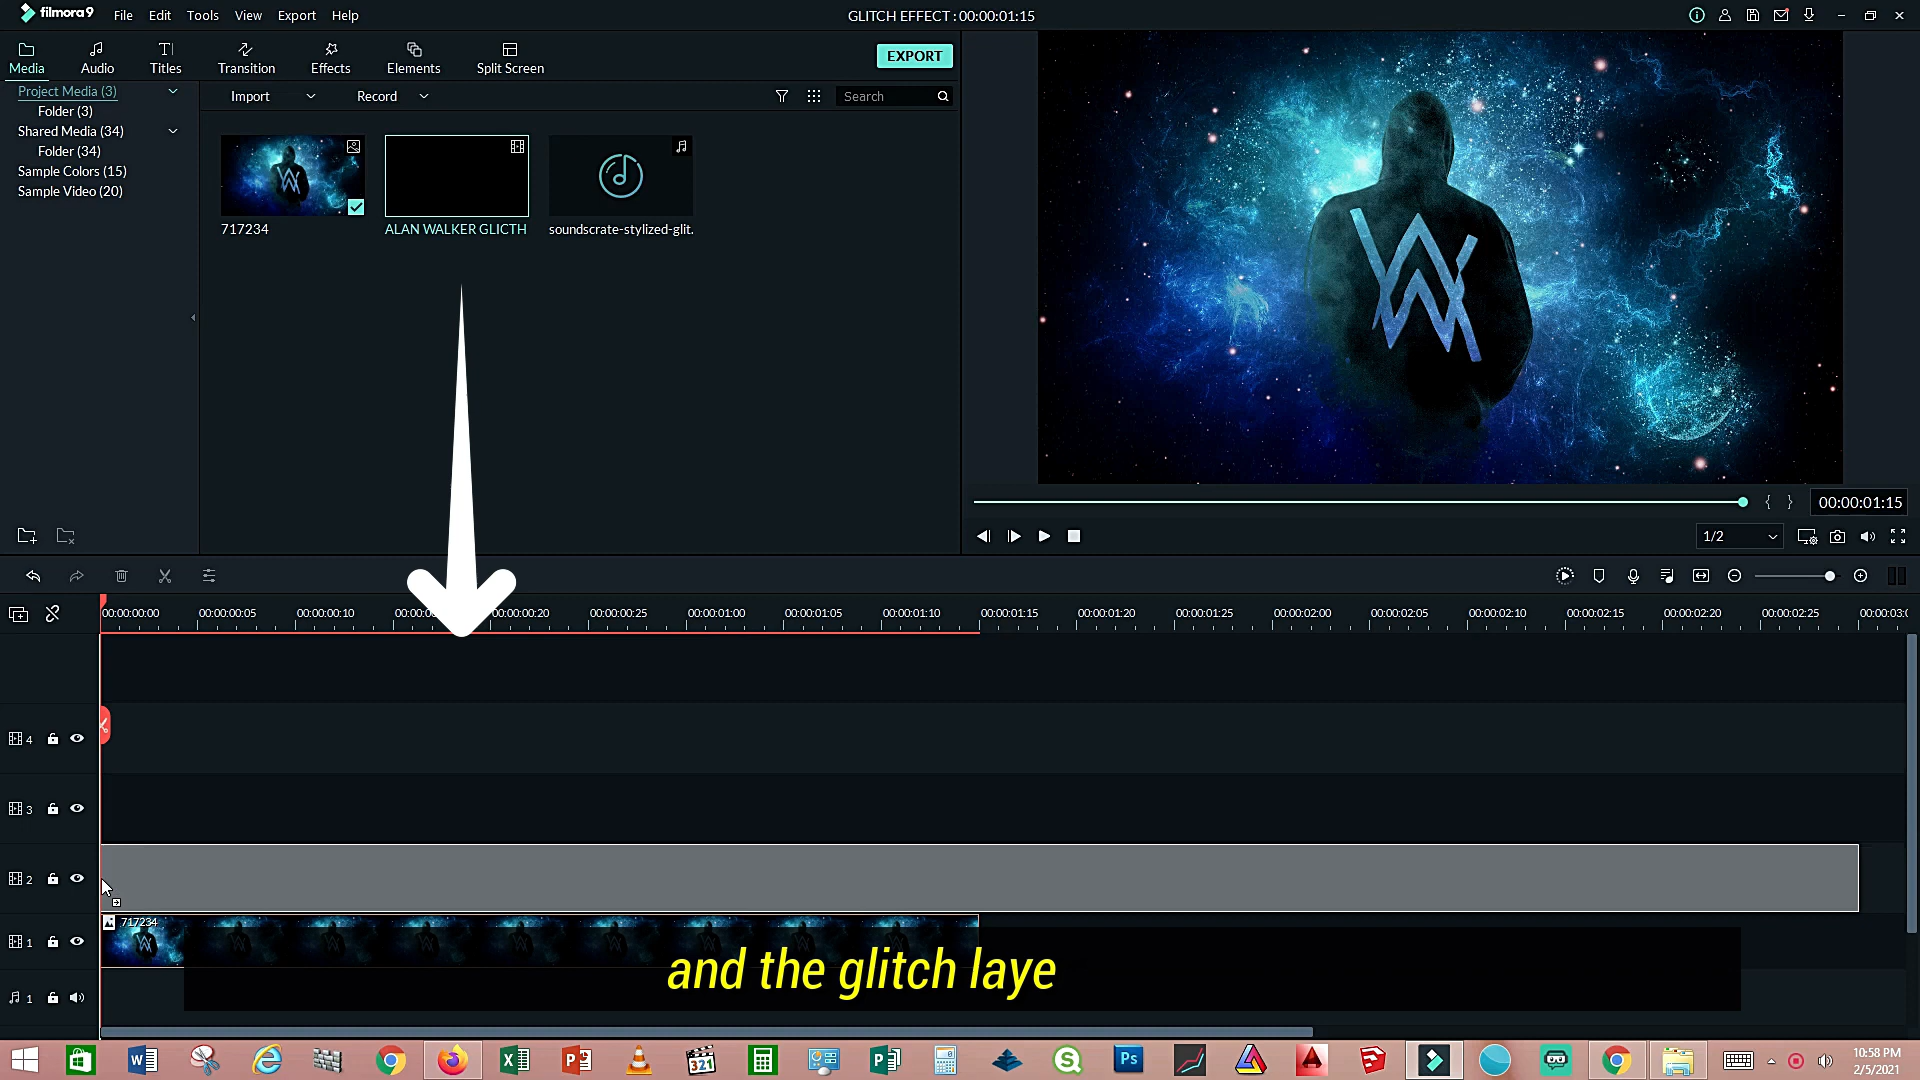 filmora9 File Edit Tools View Export Help GLITCH EFFECT : 00:00:01:15
Media Audio Titles Transition Effects Elements Split Screen EXPORT
Project Media (3)
Folder (3)
Shared Media (34)
Folder (34)
Sample Colors (15)
Sample Video (20)
Import Record Search
717234 ALAN WALKER GLICTH soundscrate-stylized-glit.
{ } 00:00:01:15
1/2
00:00:00:00 00:00:00:05 00:00:00:10 00:00:00:20 00:00:00:25 00:00:01:00 00:00:01:05 00:00:01:10 00:00:01:15 00:00:01:20 00:00:01:25 00:00:02:00 00:00:02:05 00:00:02:10 00:00:02:15 00:00:02:20 00:00:02:25
4
3
2
717234
1
and the glitch laye
1
10:58 PM
2/5/2021